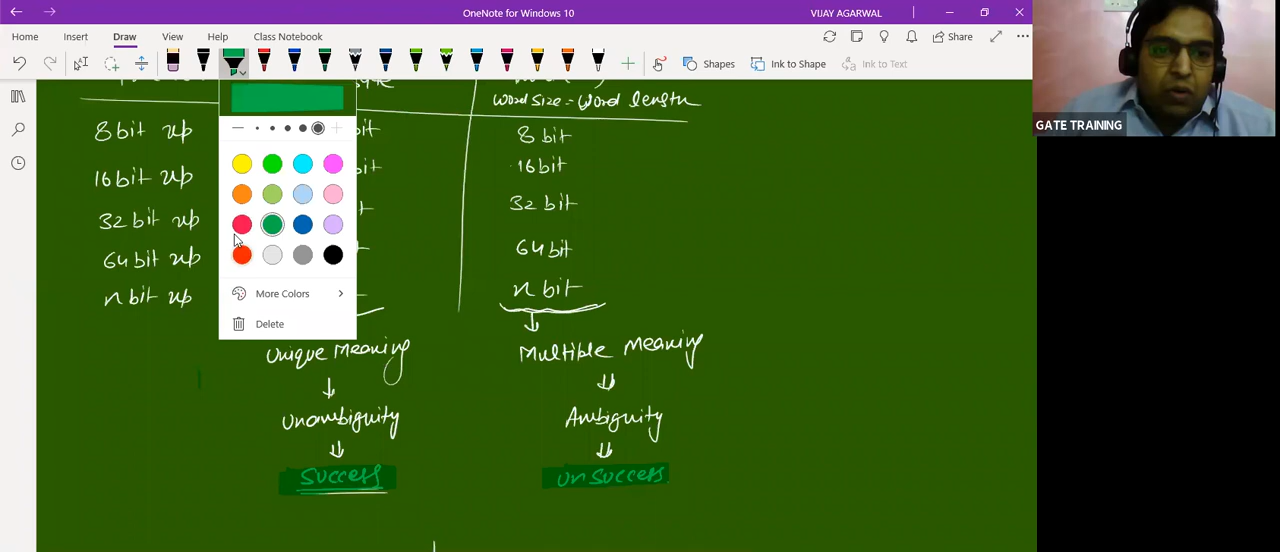 OneNote for Windows 10
VIJAY AGARWAL
Home Insert Draw View Help Class Notebook
Share
Shapes
Ink to Shape
Ink to Text
GATE TRAINING
Word Size = Word length
8 bit up
8 bit
16 bit up
16 bit
32 bit up
32 bit
64 bit up
64 bit
n bit up
n bit
More Colors
Delete
Unique Meaning
Multible Meaning
Unambiguity
Ambiguity
Success
unSuccess